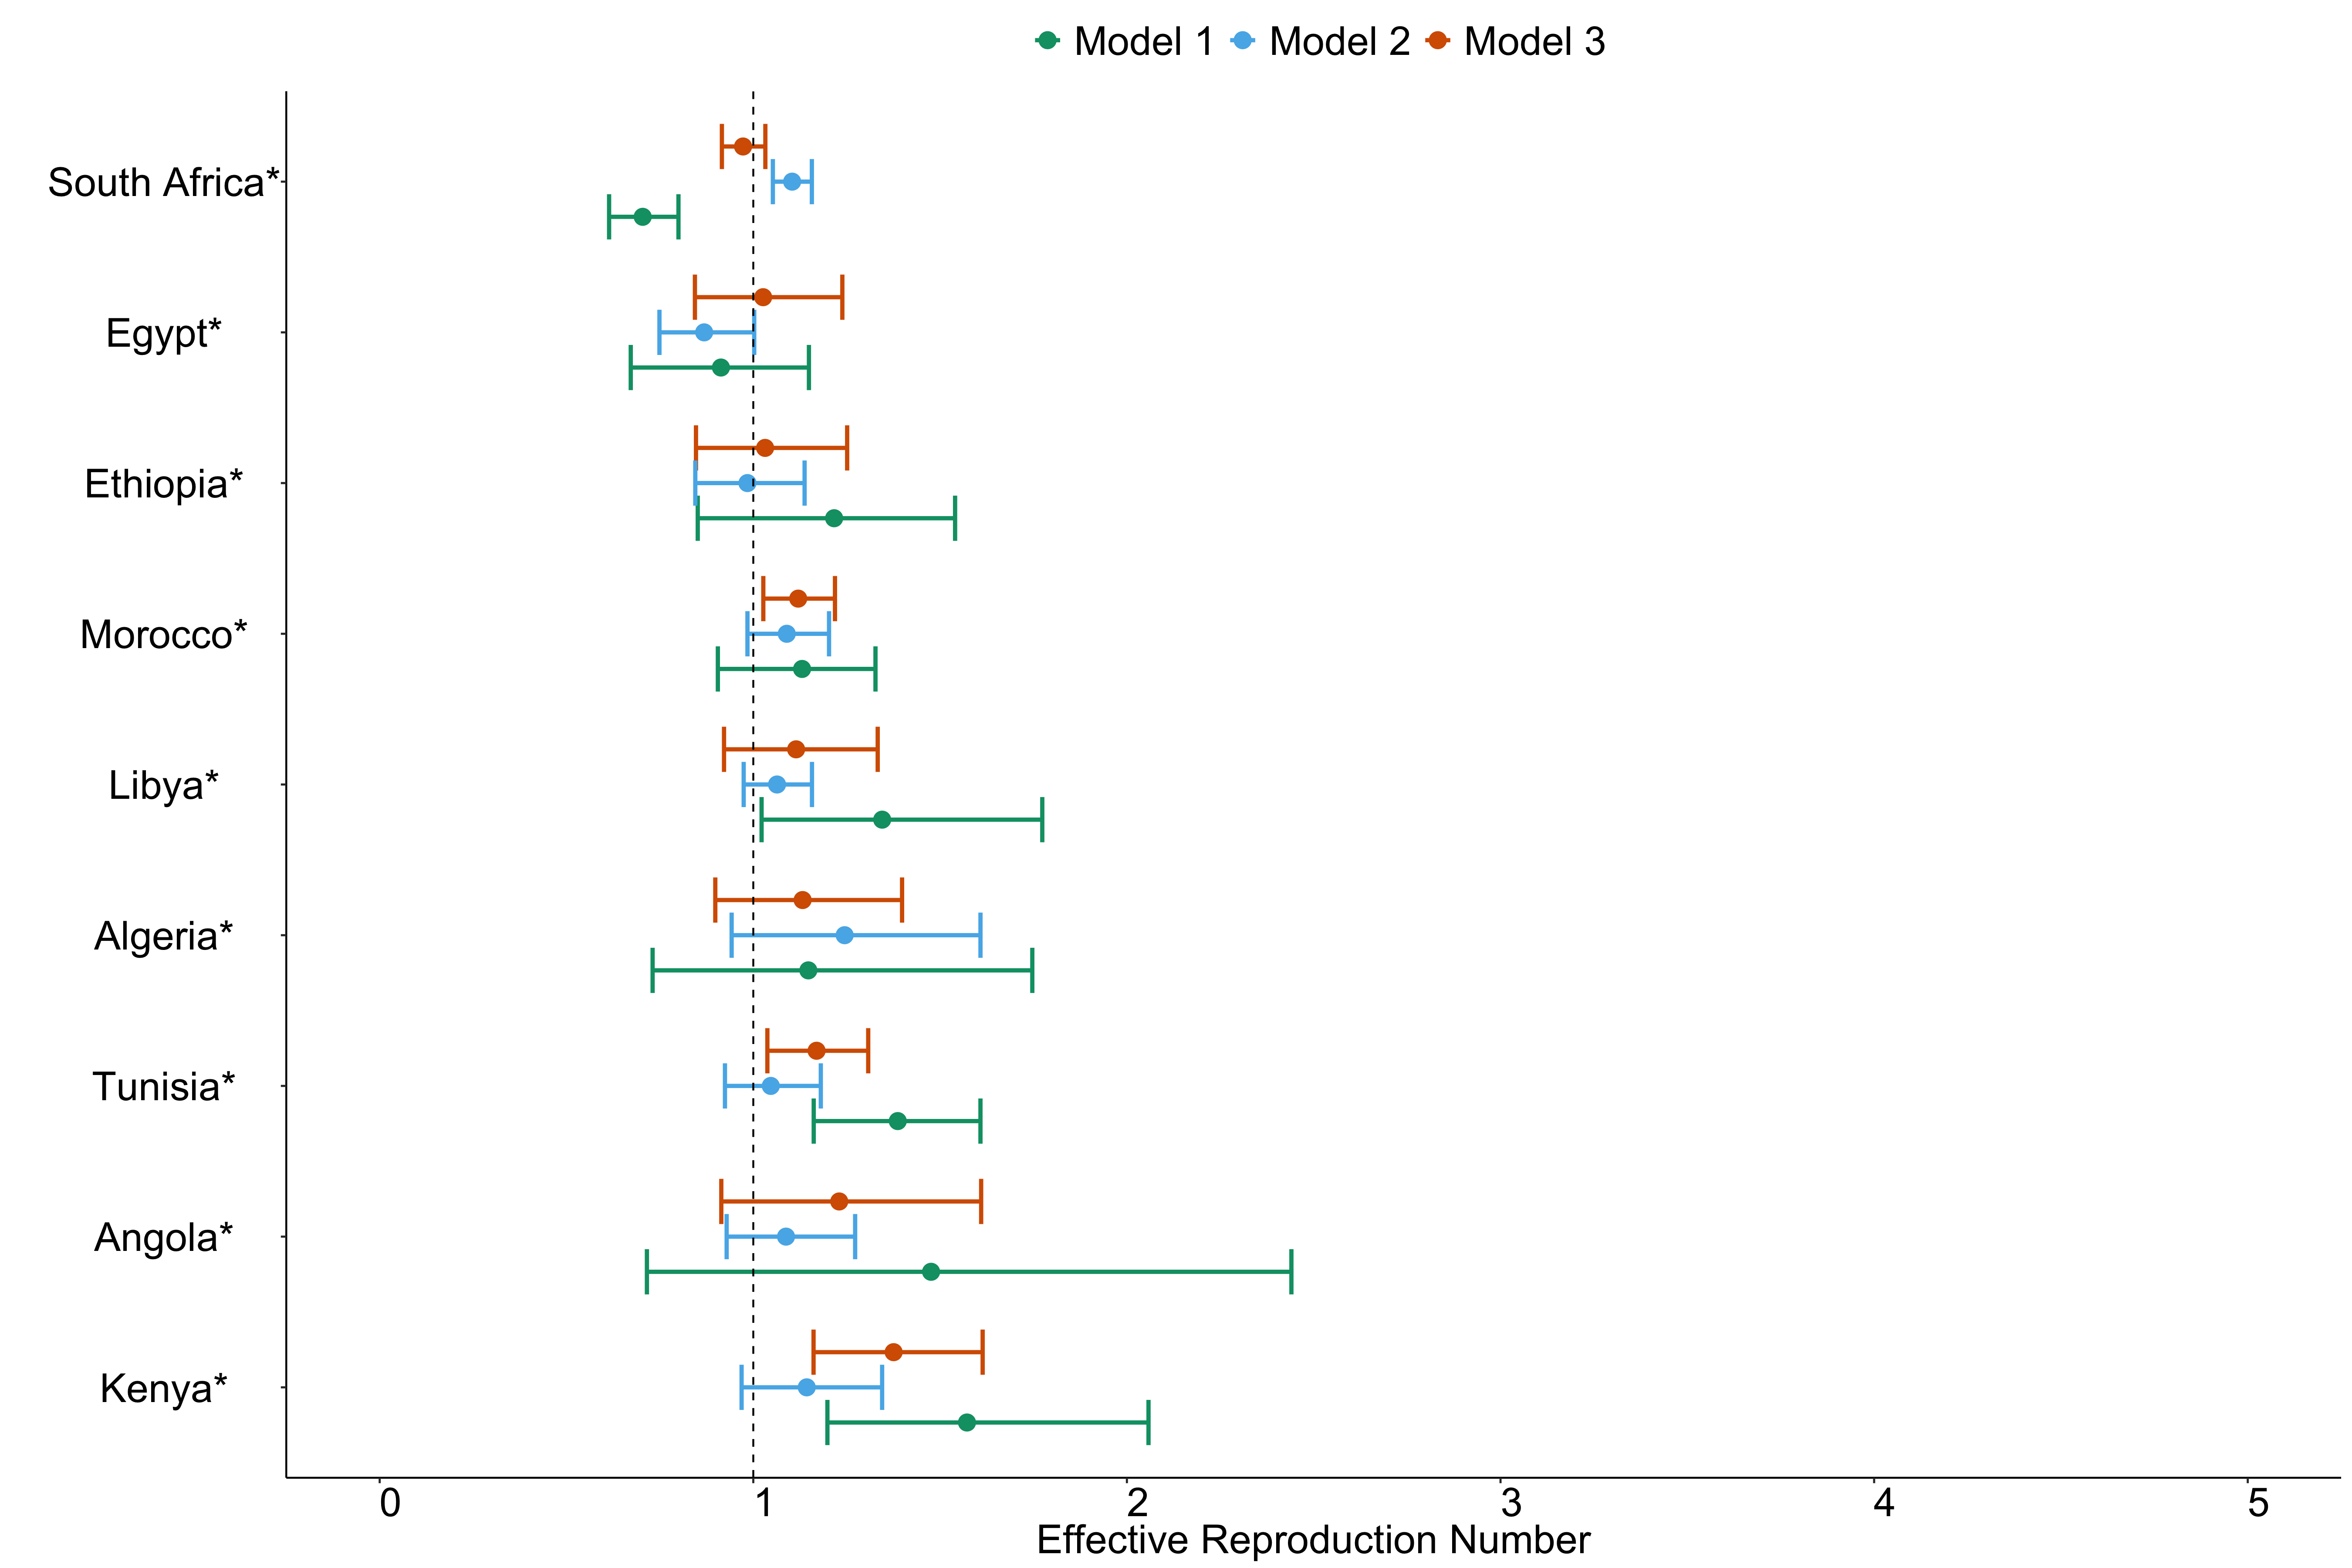 Model 1 Model 2 Model 3
South Africa*
Egypt*
Ethiopia*
Morocco*
Libya*
Algeria*
Tunisia*
Angola*
Kenya*
0 1 2 3 4 5
Effective Reproduction Number